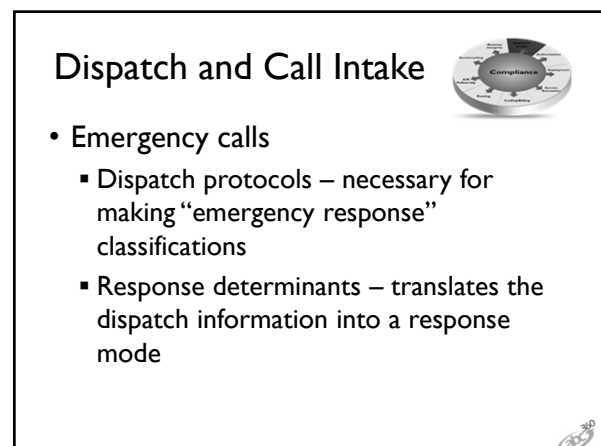 Dispatch and Call Intake
Compliance
• Emergency calls
▪ Dispatch protocols – necessary for
making “emergency response”
classifications
▪ Response determinants – translates the
dispatch information into a response
mode